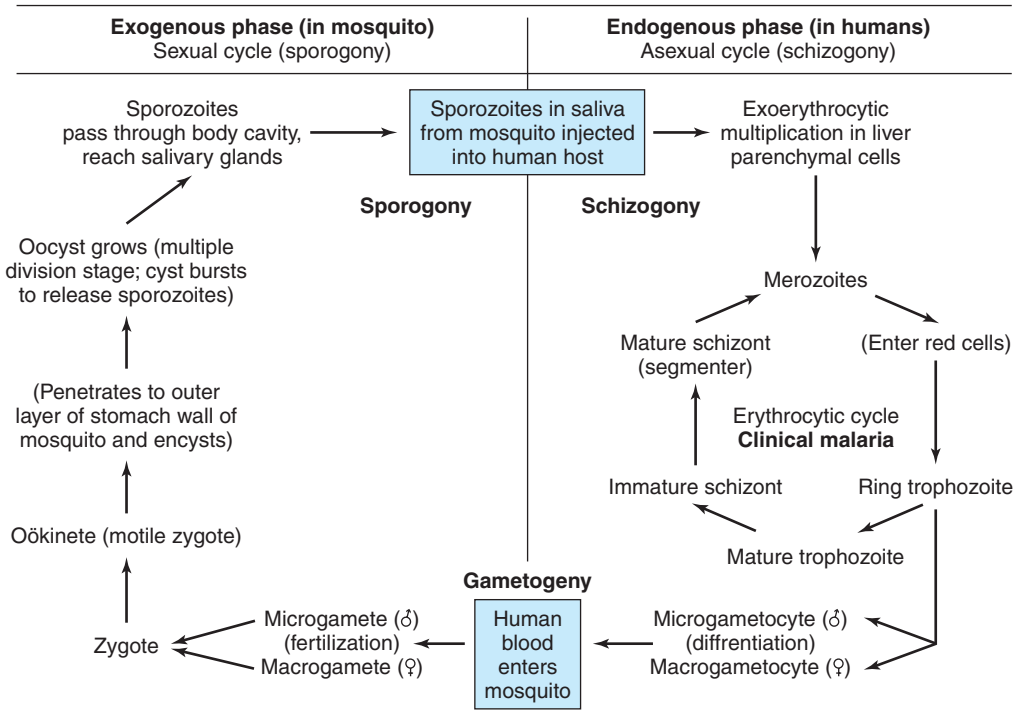 Exogenous phase (in mosquito)
Sexual cycle (sporogony)
Endogenous phase (in humans)
Asexual cycle (schizogony)
Sporozoites
pass through body cavity,
reach salivary glands
Sporozoites in saliva
from mosquito injected
into human host
Exoerythrocytic
multiplication in liver
parenchymal cells
Sporogony
Schizogony
Oocyst grows (multiple
division stage; cyst bursts
to release sporozoites)
Merozoites
Mature schizont
(segmenter)
(Enter red cells)
(Penetrates to outer
layer of stomach wall of
mosquito and encysts)
Erythrocytic cycle
Clinical malaria
Immature schizont
Ring trophozoite
Oökinete (motile zygote)
Mature trophozoite
Gametogeny
Zygote
Microgamete (♂)
(fertilization)
Macrogamete (♀)
Human
blood
enters
mosquito
Microgametocyte (♂)
(diffrentiation)
Macrogametocyte (♀)